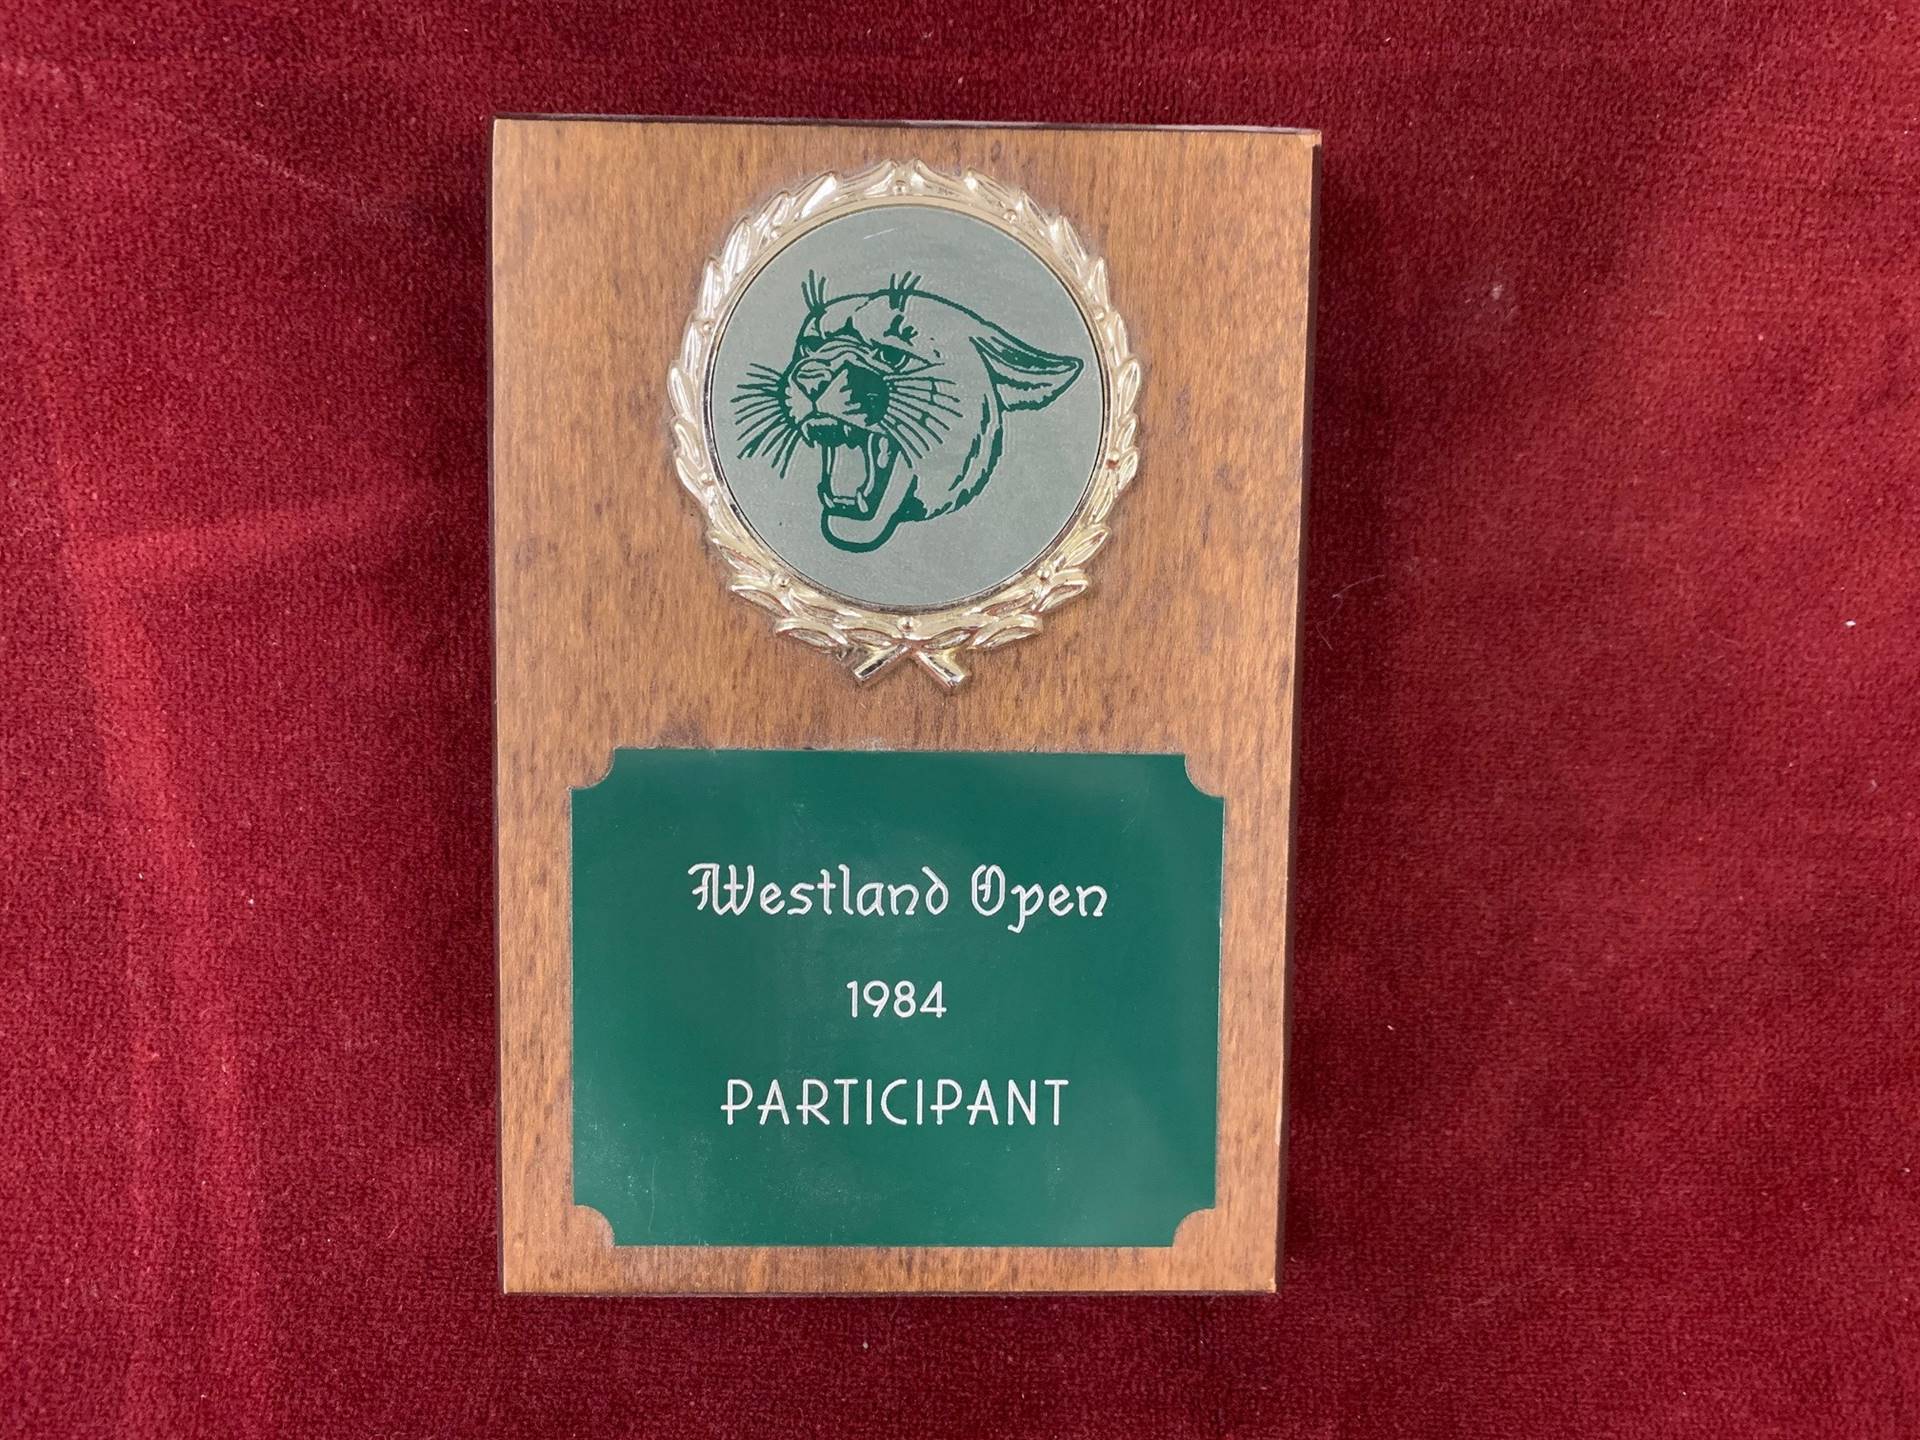 Westland Open
1984
PARTICIPANT